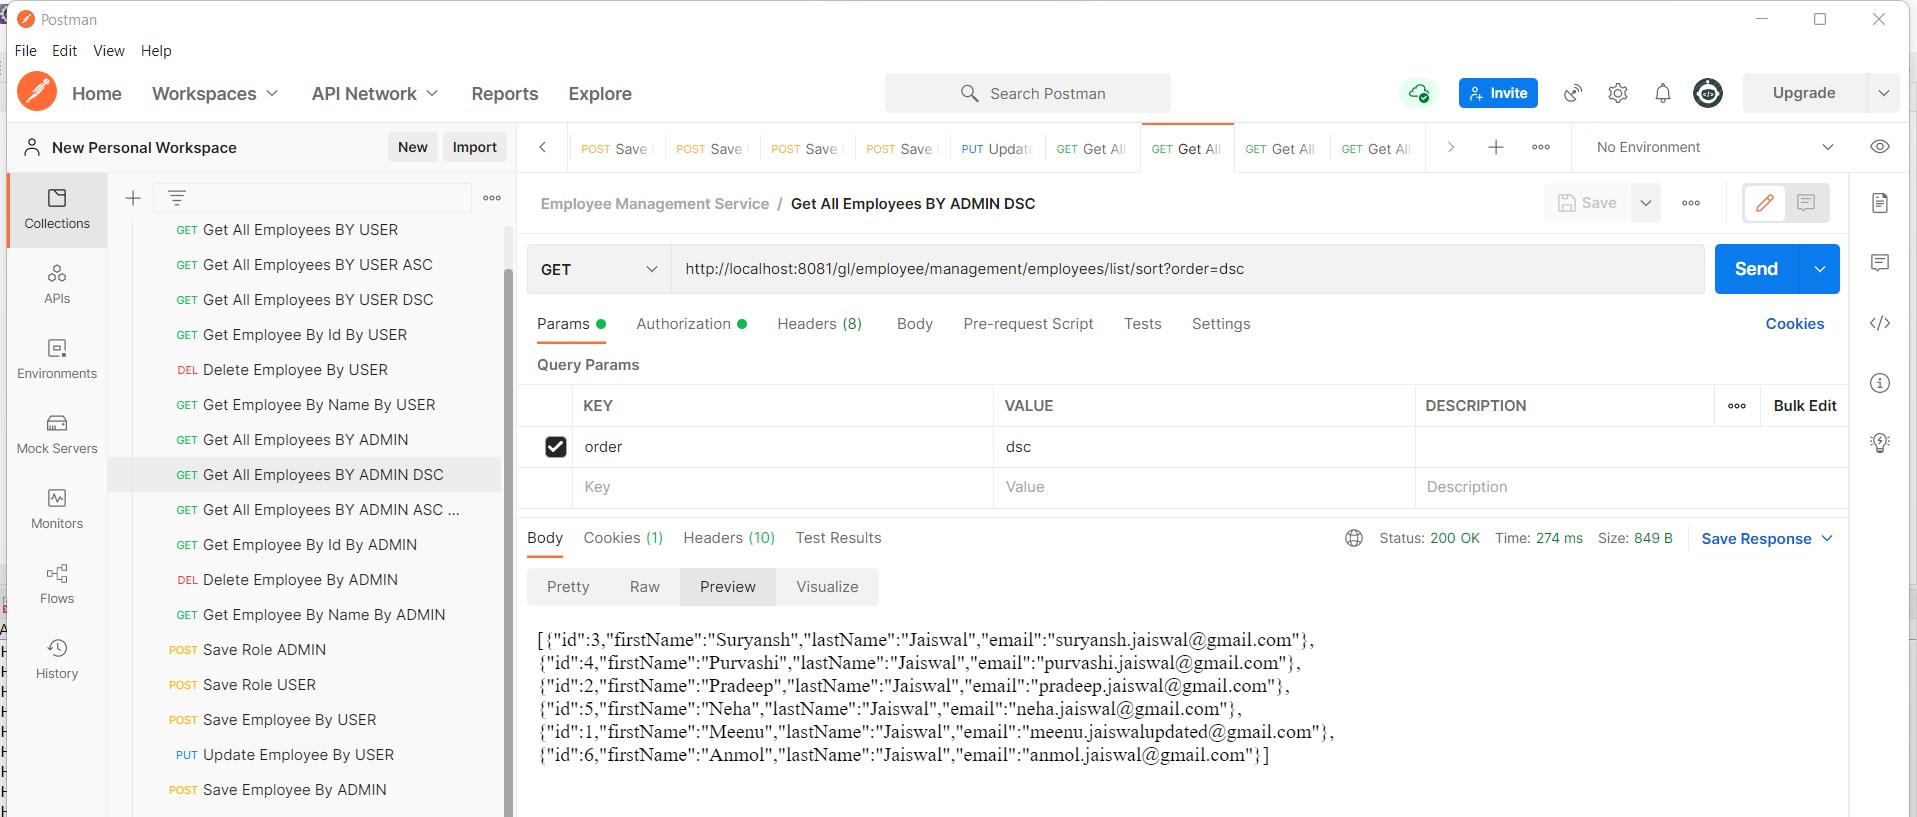 Postman
File Edit View Help
Home Workspaces API Network Reports Explore Search Postman Invite Upgrade
New Personal Workspace New Import
POST Save POST Save POST Save POST Save PUT Updat GET Get All GET Get All GET Get All GET Get All No Environment
Collections
APIs
Environments
Mock Servers
Monitors
Flows
History
GET Get All Employees BY USER
GET Get All Employees BY USER ASC
GET Get All Employees BY USER DSC
GET Get Employee By Id By USER
DEL Delete Employee By USER
GET Get Employee By Name By USER
GET Get All Employees BY ADMIN
GET Get All Employees BY ADMIN DSC
GET Get All Employees BY ADMIN ASC ...
GET Get Employee By Id By ADMIN
DEL Delete Employee By ADMIN
GET Get Employee By Name By ADMIN
POST Save Role ADMIN
POST Save Role USER
POST Save Employee By USER
PUT Update Employee By USER
POST Save Employee By ADMIN
Employee Management Service / Get All Employees BY ADMIN DSC Save
GET http://localhost:8081/gl/employee/management/employees/list/sort?order=dsc Send
Params Authorization Headers (8) Body Pre-request Script Tests Settings Cookies
Query Params
KEY VALUE DESCRIPTION Bulk Edit
order dsc
Key Value Description
Body Cookies (1) Headers (10) Test Results Status: 200 OK Time: 274 ms Size: 849 B Save Response
Pretty Raw Preview Visualize
[{"id":3,"firstName":"Suryansh","lastName":"Jaiswal","email":"suryansh.jaiswal@gmail.com"},
{"id":4,"firstName":"Purvashi","lastName":"Jaiswal","email":"purvashi.jaiswal@gmail.com"},
{"id":2,"firstName":"Pradeep","lastName":"Jaiswal","email":"pradeep.jaiswal@gmail.com"},
{"id":5,"firstName":"Neha","lastName":"Jaiswal","email":"neha.jaiswal@gmail.com"},
{"id":1,"firstName":"Meenu","lastName":"Jaiswal","email":"meenu.jaiswalupdated@gmail.com"},
{"id":6,"firstName":"Anmol","lastName":"Jaiswal","email":"anmol.jaiswal@gmail.com"}]